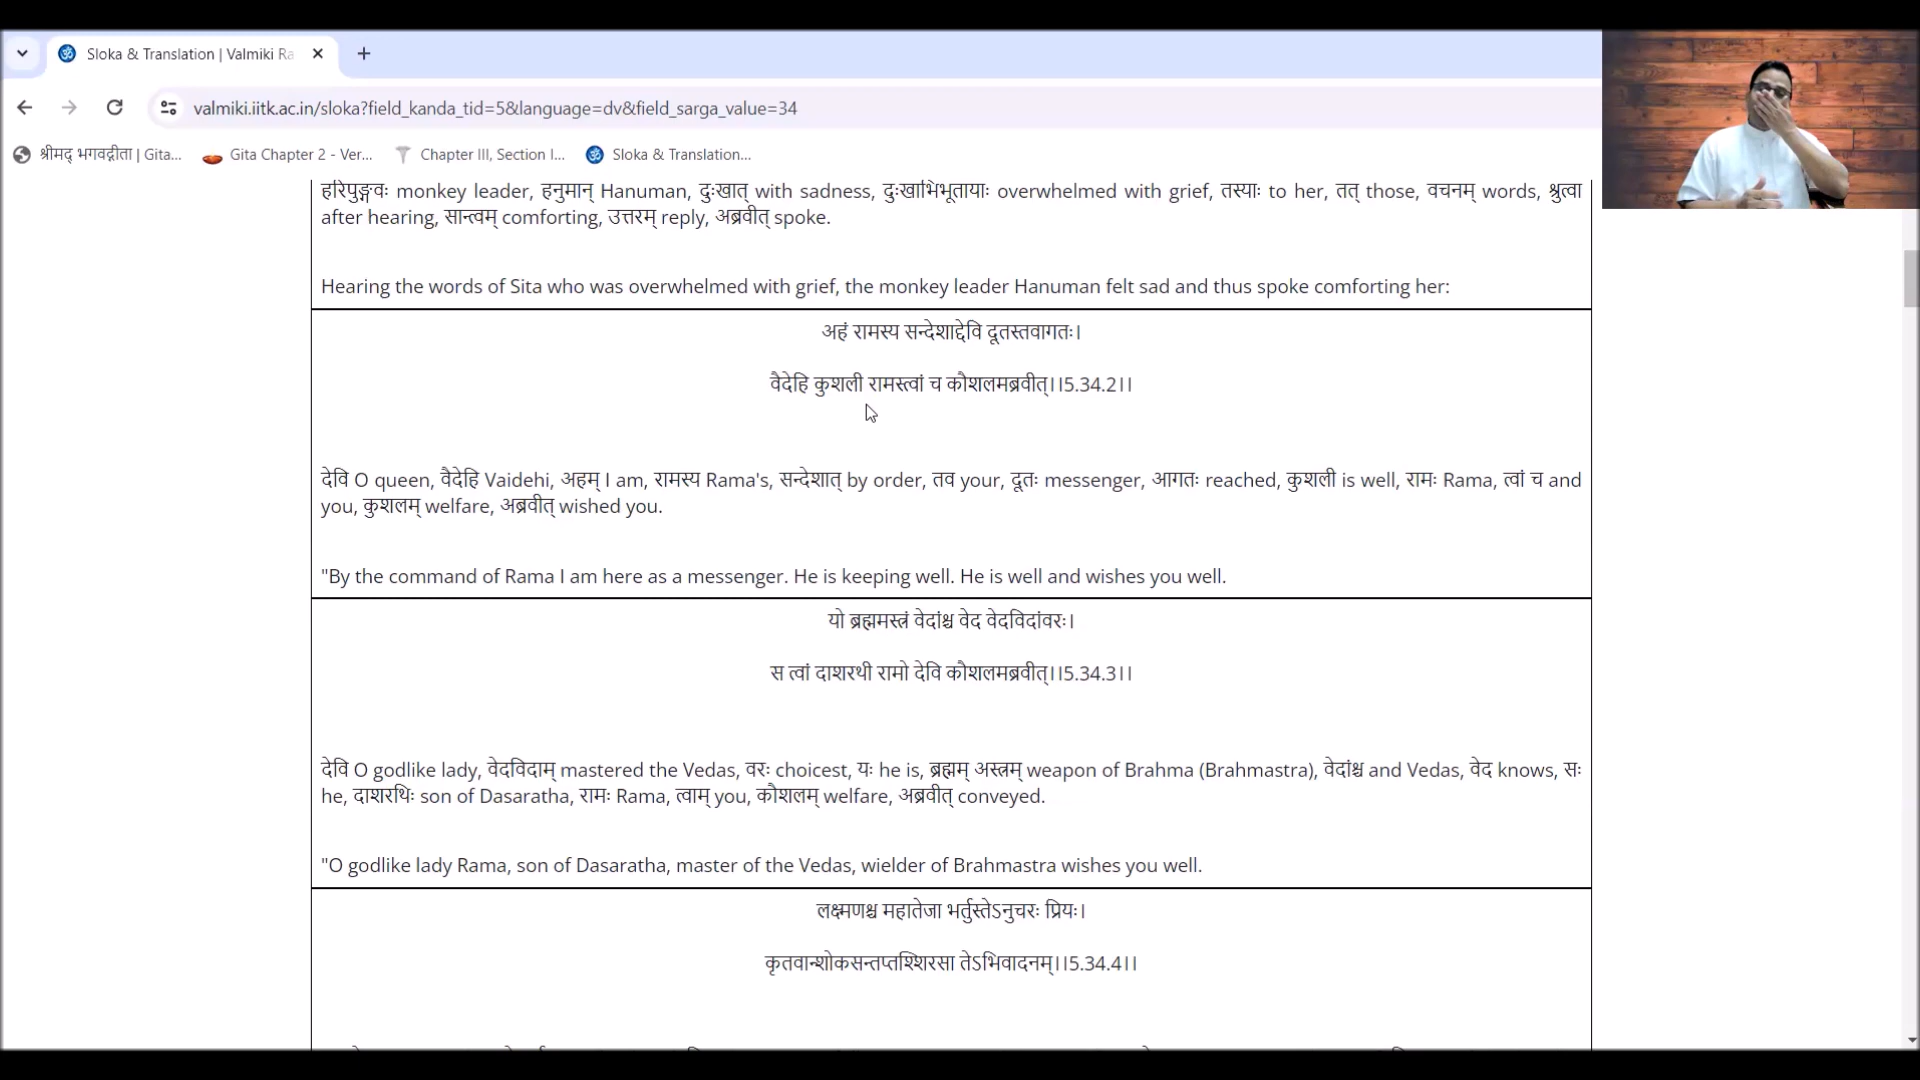 Sloka & Translation | Valmiki Ra
valmiki.iitk.ac.in/sloka?field_kanda_tid=5&language=dv&field_sarga_value=34
श्रीमद् भगवद्गीता | Gita... Gita Chapter 2 - Ver... Chapter III, Section I... Sloka & Translation...
हरिपुङ्गवः monkey leader, हनुमान् Hanuman, दुःखात् with sadness, दुःखाभिभूतायाः overwhelmed with grief, तस्याः to her, तत् those, वचनम् words, श्रुत्वा
after hearing, सान्त्वम् comforting, उत्तरम् reply, अब्रवीत् spoke.
Hearing the words of Sita who was overwhelmed with grief, the monkey leader Hanuman felt sad and thus spoke comforting her:
अहं रामस्य सन्देशाद्देवि दूतस्तवागतः।
वैदेहि कुशली रामस्त्वां च कौशलमब्रवीत्।।5.34.2।।
देवि O queen, वैदेहि Vaidehi, अहम् I am, रामस्य Rama's, सन्देशात् by order, तव your, दूतः messenger, आगतः reached, कुशली is well, रामः Rama, त्वां च and
you, कुशलम् welfare, अब्रवीत् wished you.
"By the command of Rama I am here as a messenger. He is keeping well. He is well and wishes you well.
यो ब्रह्ममस्त्रं वेदांश्च वेद वेदविदांवरः।
स त्वां दाशरथी रामो देवि कौशलमब्रवीत्।।5.34.3।।
देवि O godlike lady, वेदविदाम् mastered the Vedas, वरः choicest, यः he is, ब्रह्मम् अस्त्रम् weapon of Brahma (Brahmastra), वेदांश्च and Vedas, वेद knows, सः
he, दाशरथिः son of Dasaratha, रामः Rama, त्वाम् you, कौशलम् welfare, अब्रवीत् conveyed.
"O godlike lady Rama, son of Dasaratha, master of the Vedas, wielder of Brahmastra wishes you well.
लक्ष्मणश्च महातेजा भर्तुस्तेऽनुचरः प्रियः।
कृतवान्शोकसन्तप्तश्शिरसा तेऽभिवादनम्।।5.34.4।।